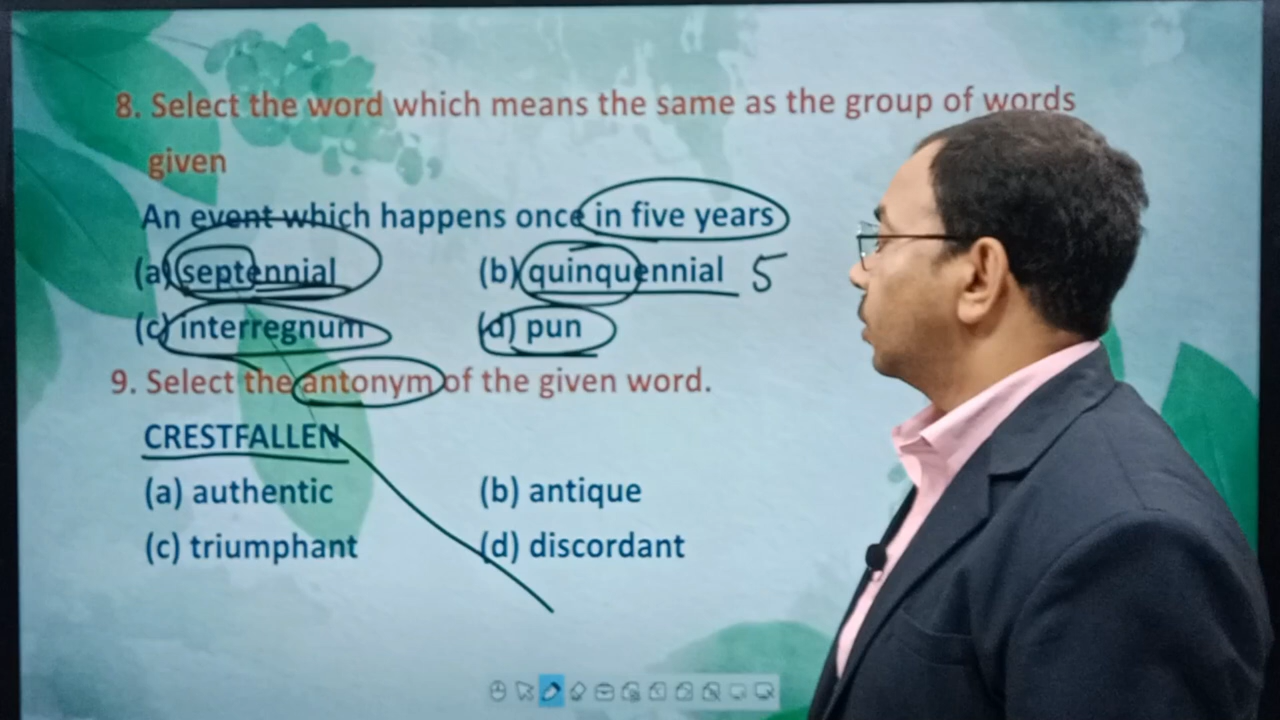 8. Select the word which means the same as the group of words
given
An event which happens once in five years
(a) septennial (b) quinquennial 5
(c) interregnum (d) pun
9. Select the antonym of the given word.
CRESTFALLEN
(a) authentic (b) antique
(c) triumphant (d) discordant